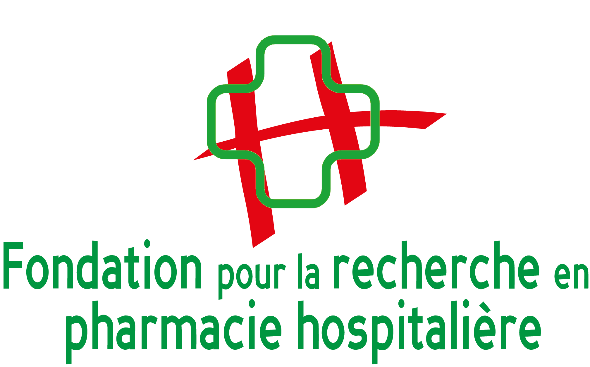 Fondation pour la recherche en
pharmacie hospitalière